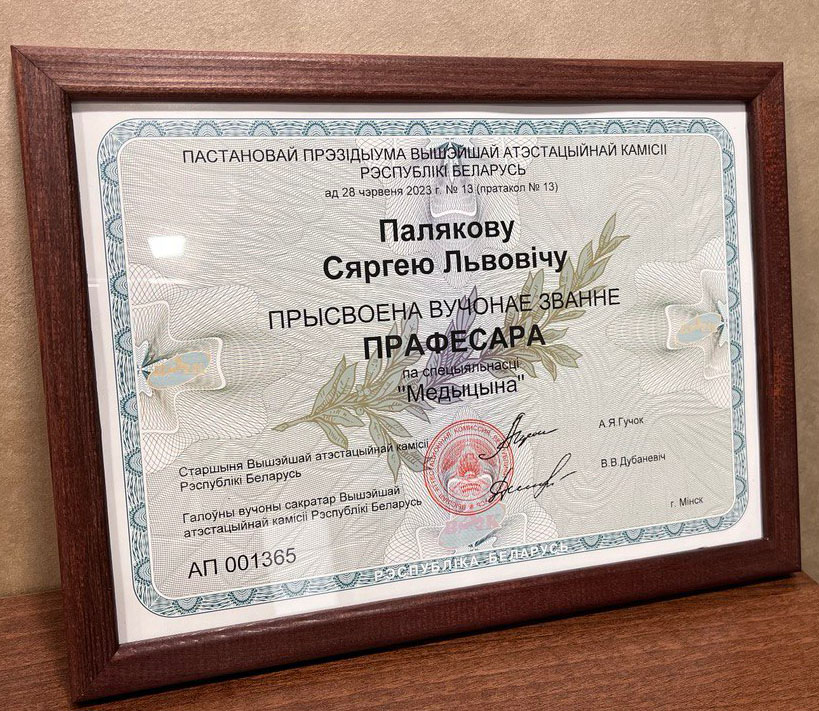 ПАСТАНОВАЙ ПРЭЗІДЫУМА ВЫШЭЙШАЙ АТЭСТАЦЫЙНАЙ КАМІСІІ
РЭСПУБЛІКІ БЕЛАРУСЬ
ад 28 чэрвеня 2023 г. № 13 (пратакол № 13)
Палякову
Сяргею Львовічу
ПРЫСВОЕНА ВУЧОНАЕ ЗВАННЕ
ПРАФЕСАРА
па спецыяльнасці
"Медыцына"
Старшыня Вышэйшай атэстацыйнай камісіі
Рэспублікі Беларусь
А.Я.Гучок
Галоўны вучоны сакратар Вышэйшай
атэстацыйнай камісіі Рэспублікі Беларусь
В.В.Дубаневіч
г. Мінск
АП 001365
РЭСПУБЛІКА БЕЛАРУСЬ